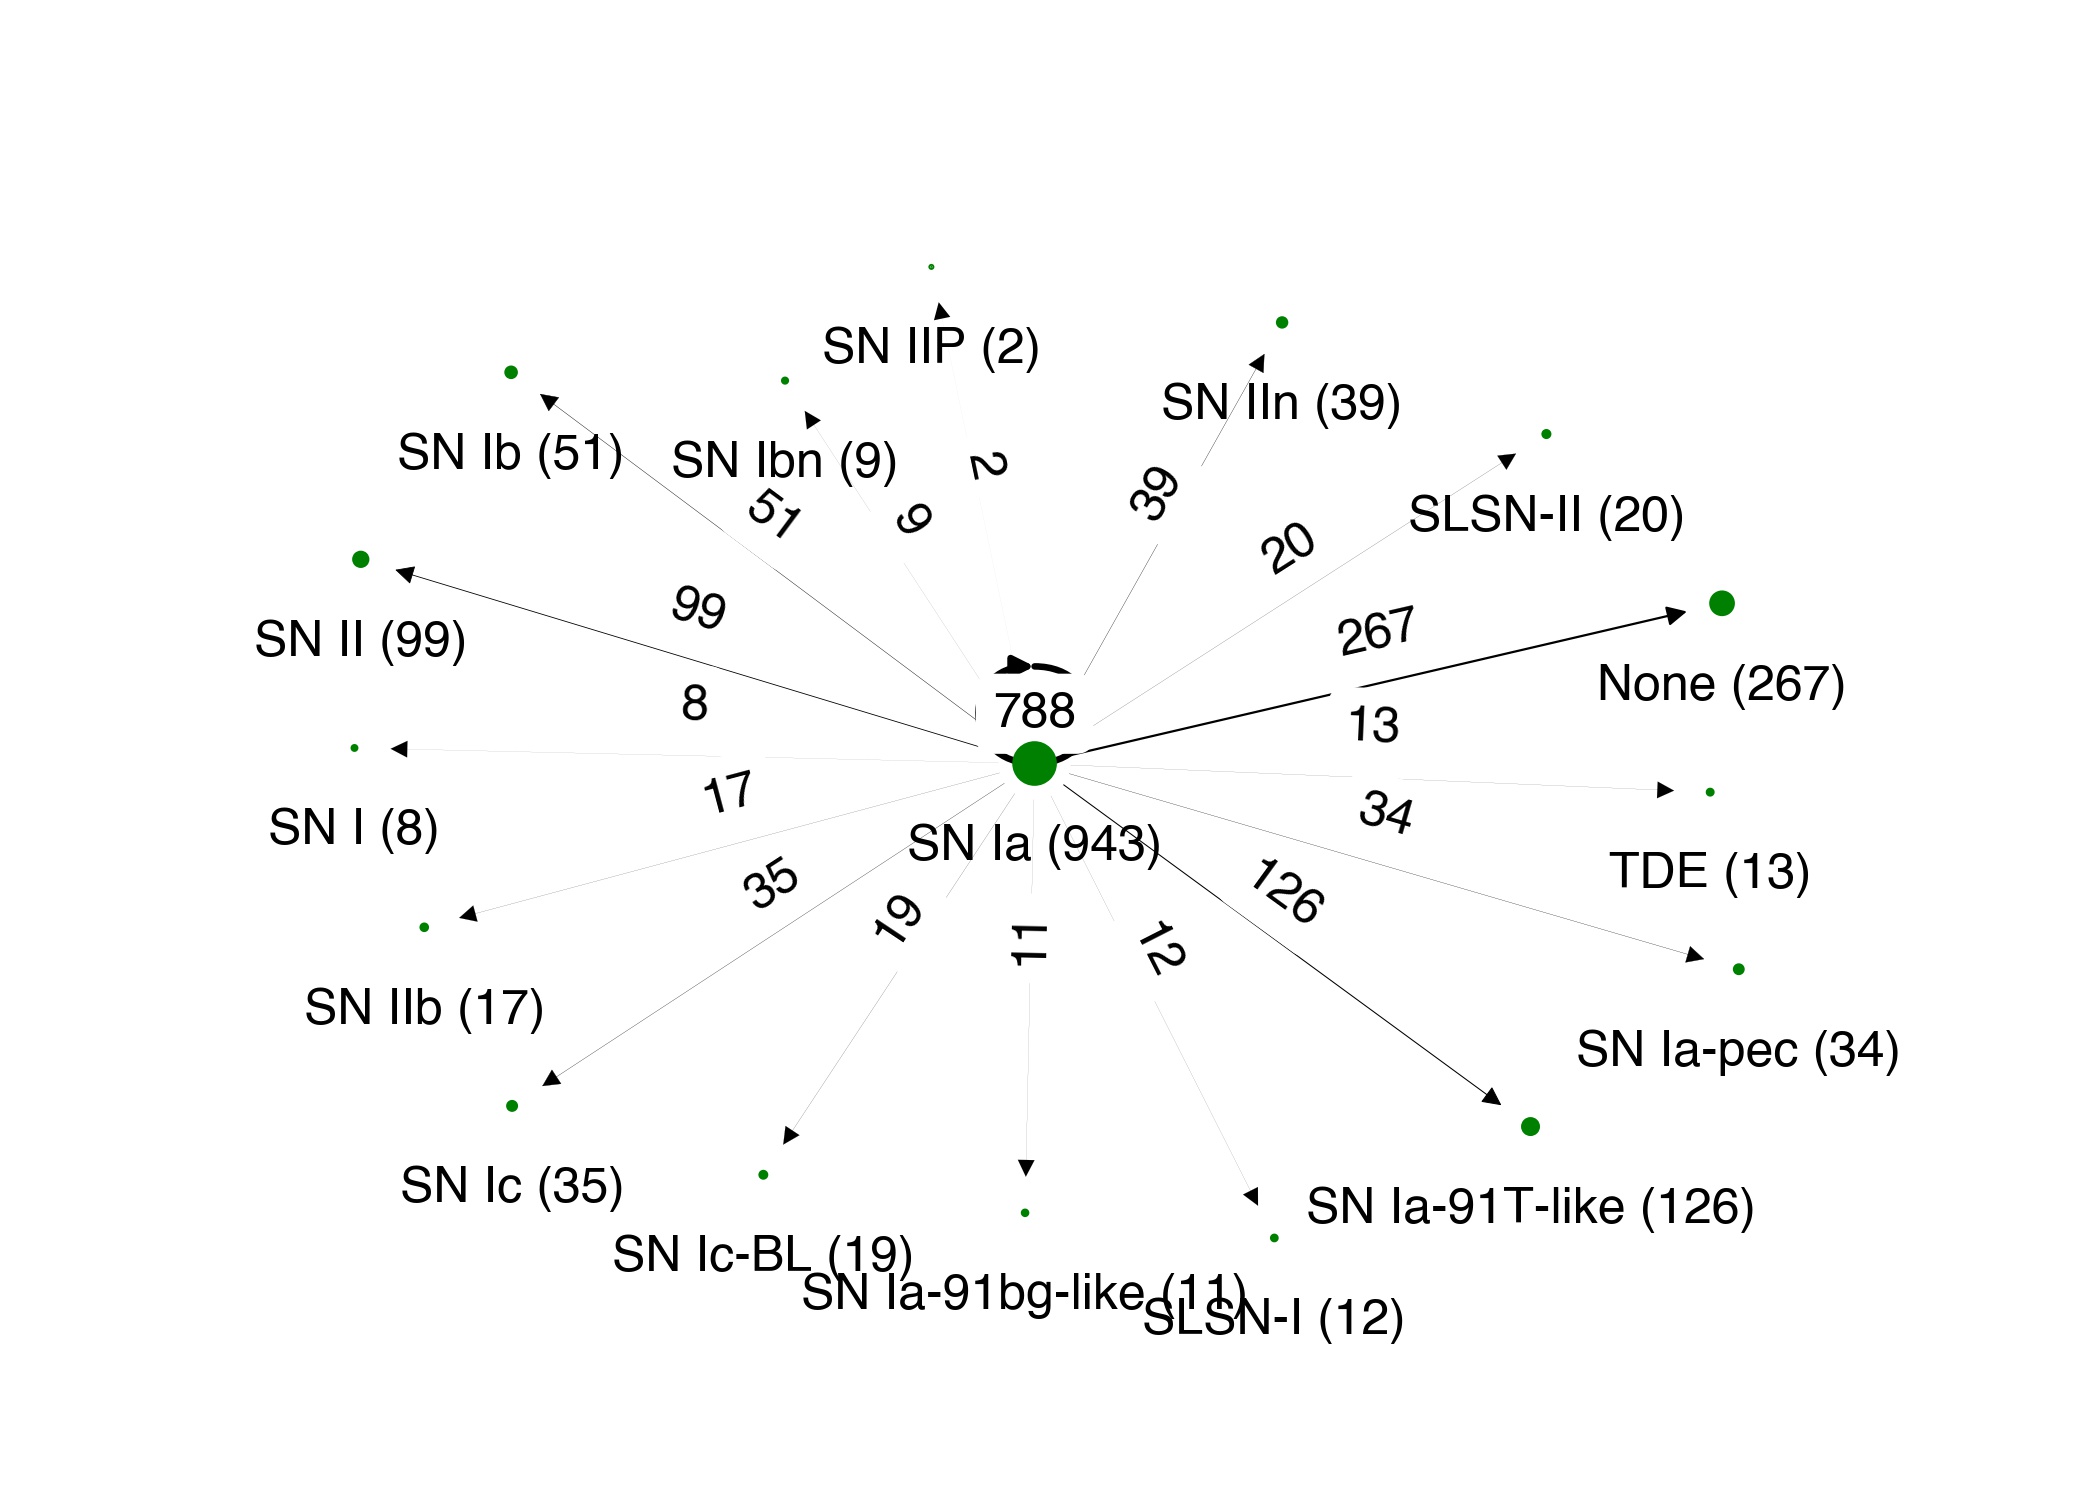 SN IIP (2)
SN IIn (39)
SN Ib (51)
SN Ibn (9)
2
39
51
9
SLSN-II (20)
20
99
267
SN II (99)
None (267)
8
788
13
17
34
SN I (8)
SN Ia (943)
TDE (13)
35
126
19
11
12
SN IIb (17)
SN Ia-pec (34)
SN Ic (35)
SN Ia-91T-like (126)
SN Ic-BL (19)
SN Ia-91bg-like (11)
SLSN-I (12)